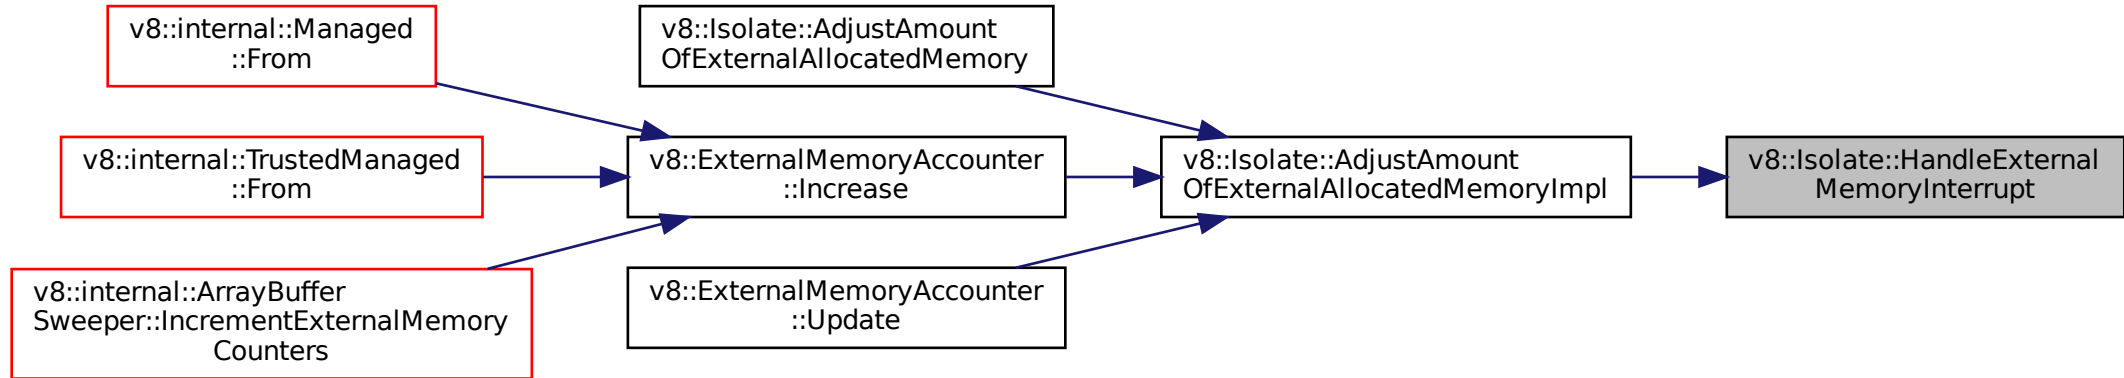 v8::internal::Managed
::From
v8::Isolate::AdjustAmount
OfExternalAllocatedMemory
v8::internal::TrustedManaged
::From
v8::ExternalMemoryAccounter
::Increase
v8::Isolate::AdjustAmount
OfExternalAllocatedMemoryImpl
v8::Isolate::HandleExternal
MemoryInterrupt
v8::internal::ArrayBuffer
Sweeper::IncrementExternalMemory
Counters
v8::ExternalMemoryAccounter
::Update